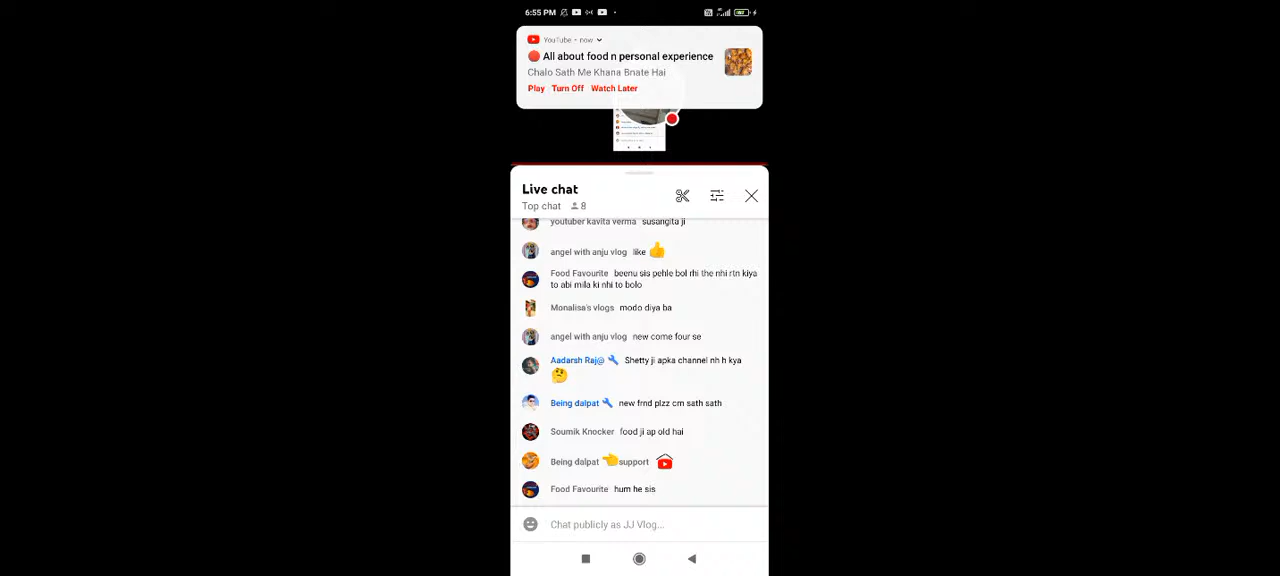 6:55 PM
YouTube • now
All about food n personal experience
Chalo Sath Me Khana Bnate Hai
Play Turn Off Watch Later
Live chat
Top chat 8
youtuber kavita verma susangita ji
angel with anju vlog like 👍
Food Favourite beenu sis pehle bol rhi the nhi rtn kiya
to abi mila ki nhi to bolo
Monalisa's vlogs modo diya ba
angel with anju vlog new come four se
Aadarsh Raj@ Shetty ji apka channel nh h kya
🤔
Being dalpat new frnd plzz cm sath sath
Soumik Knocker food ji ap old hai
Being dalpat 👈support
Food Favourite hum he sis
Chat publicly as JJ Vlog...